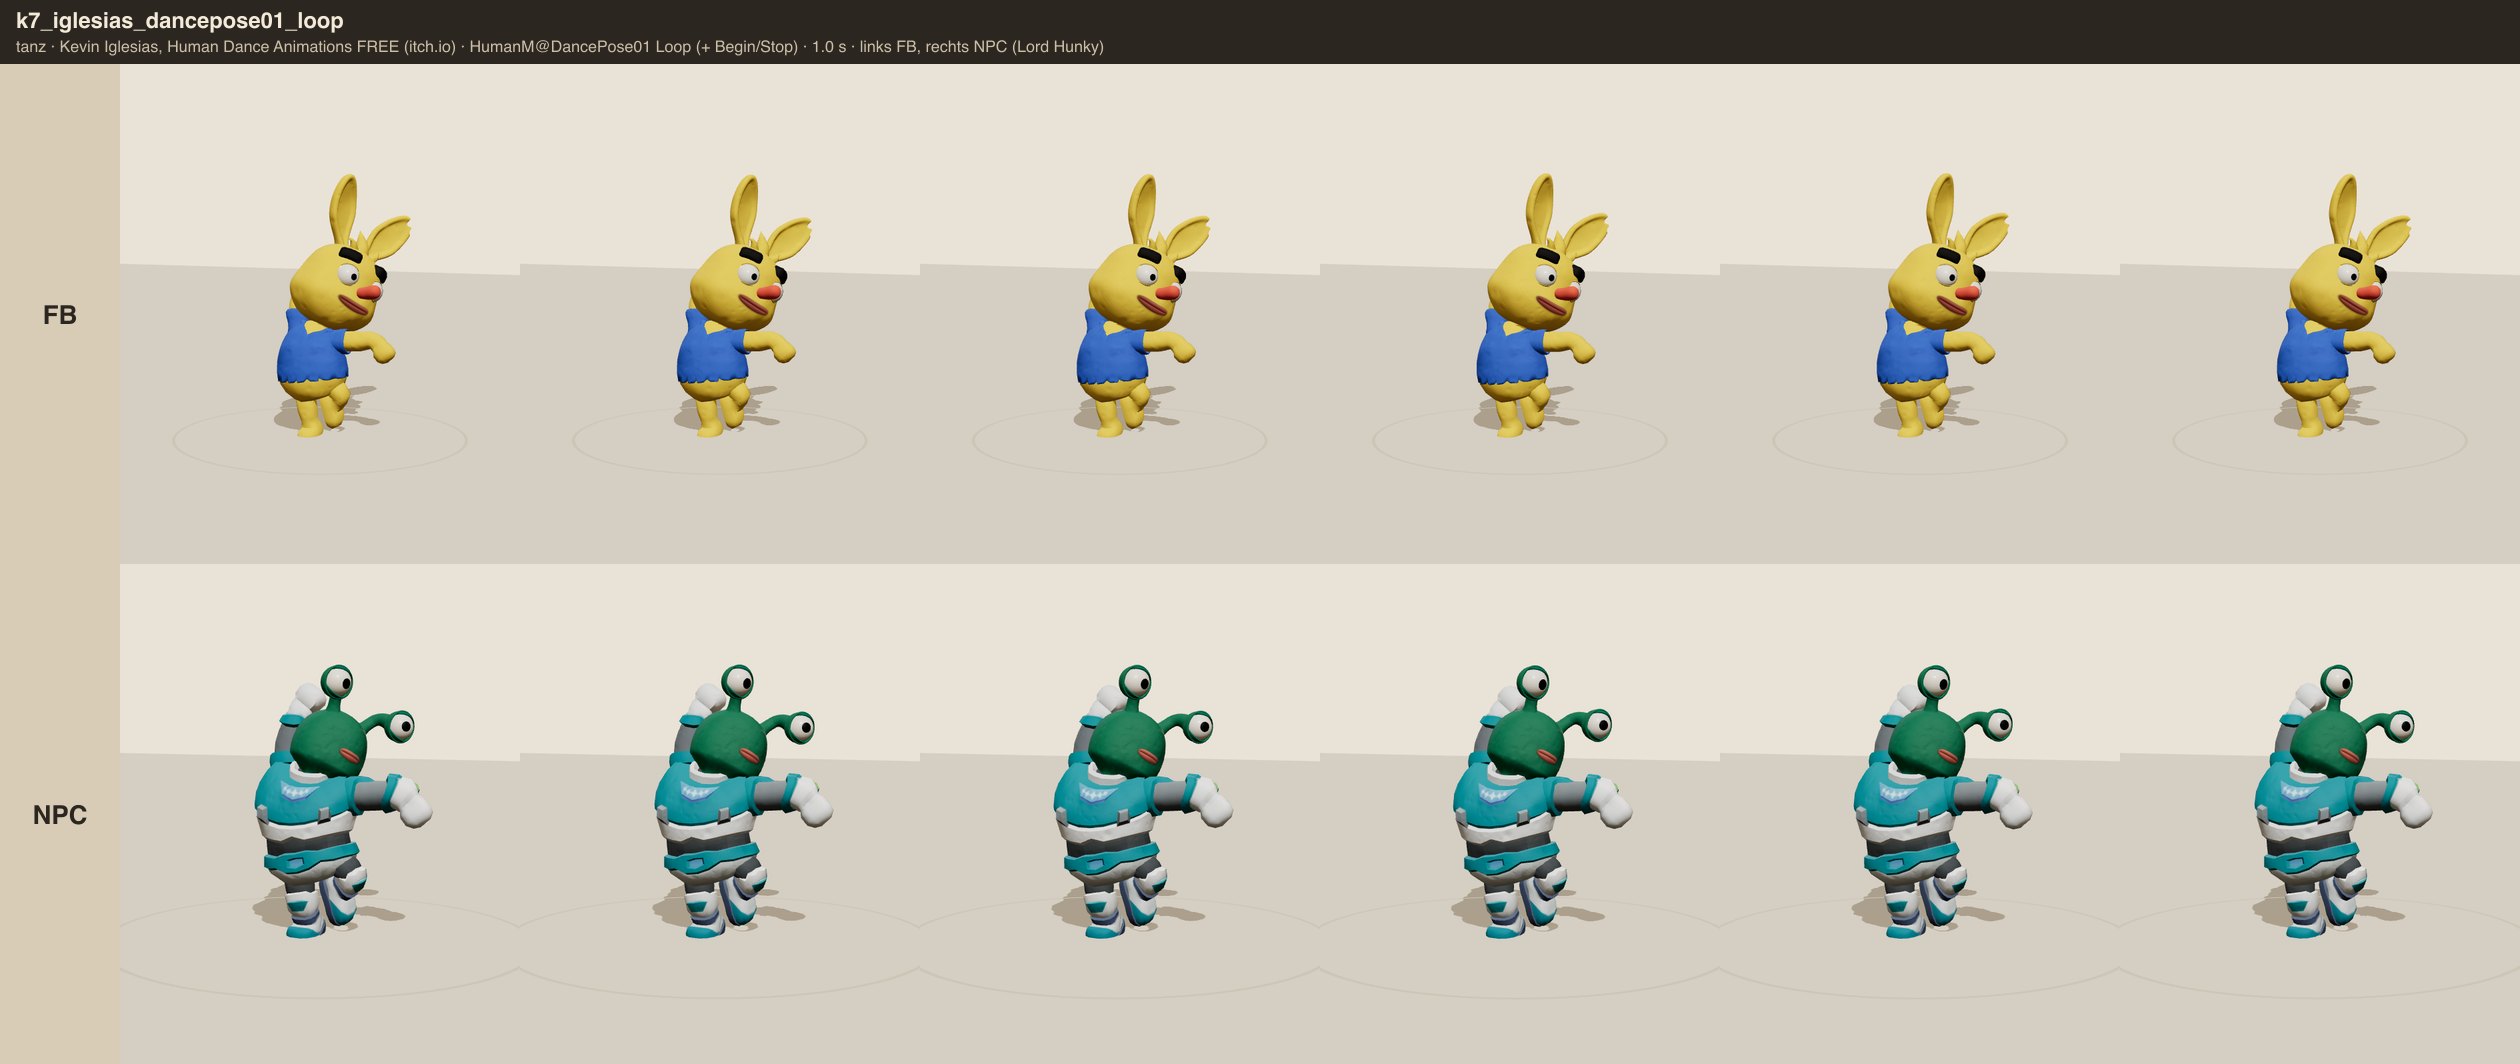 k7_iglesias_dancepose01_loop
tanz · Kevin Iglesias, Human Dance Animations FREE (itch.io) · HumanM@DancePose01 Loop (+ Begin/Stop) · 1.0 s · links FB, rechts NPC (Lord Hunky)
FB
NPC